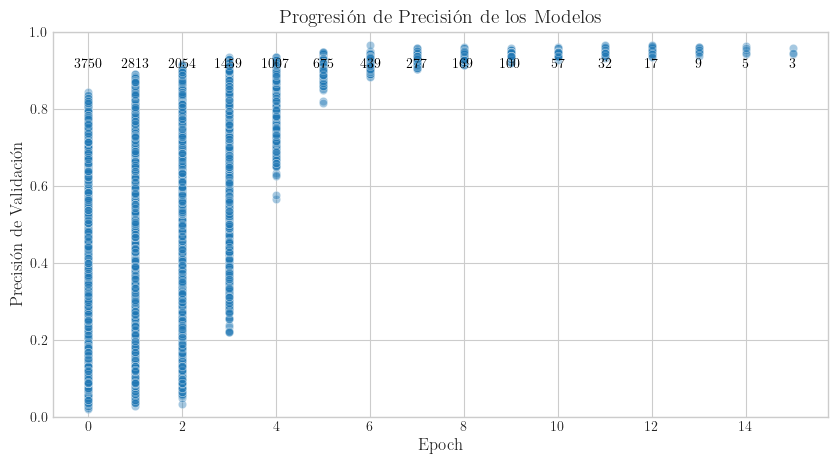 Progresión de Precisión de los Modelos
1.0
3750 2813 2054 1459 1007 675 439 277 169 100 57 32 17 9 5 3
0.8
0.6
0.4
0.2
0.0
Precisión de Validación
0 2 4 6 8 10 12 14
Epoch